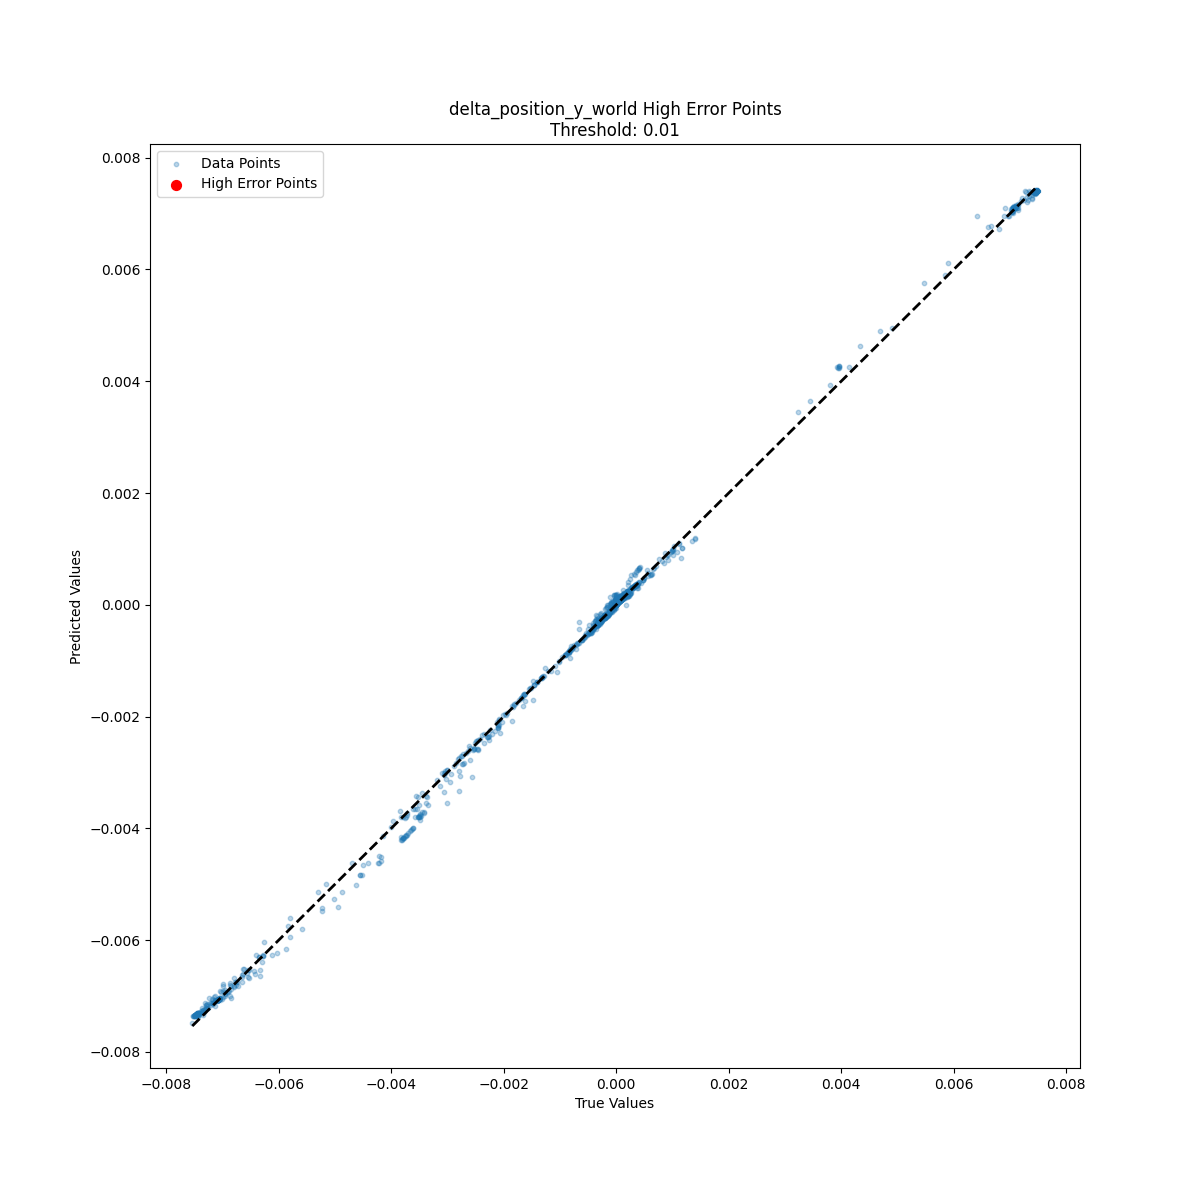 delta_position_y_world High Error Points
Threshold: 0.01
Data Points
High Error Points
0.008
0.006
0.004
0.002
0.000
−0.002
−0.004
−0.006
−0.008
Predicted Values
−0.008 −0.006 −0.004 −0.002 0.000 0.002 0.004 0.006 0.008
True Values